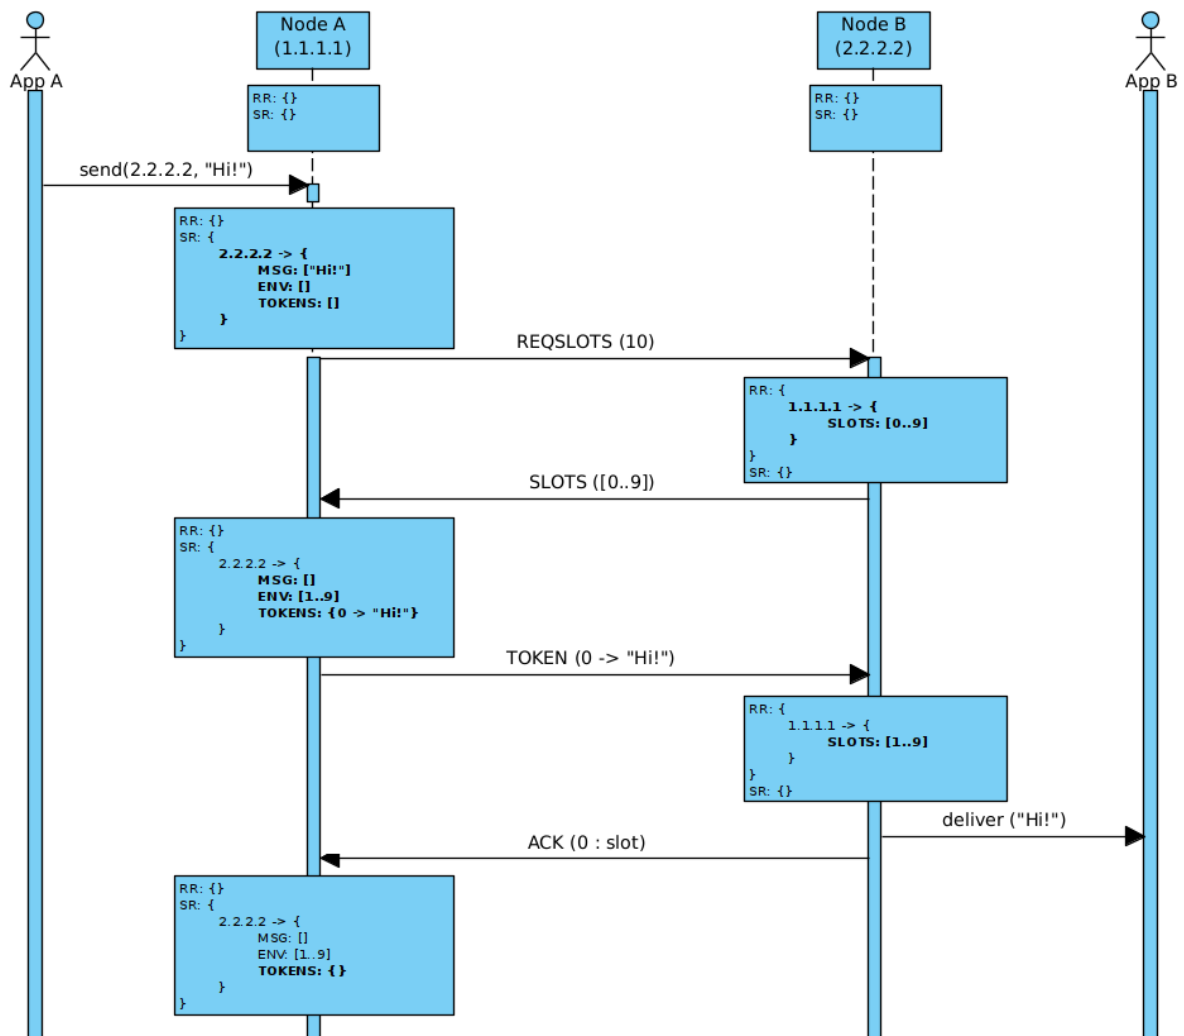 App A
Node A
(1.1.1.1)
Node B
(2.2.2.2)
App B
RR: {}
SR: {}
RR: {}
SR: {}
send(2.2.2.2, "Hi!")
RR: {}
SR: {
2.2.2.2 -> {
MSG: ["Hi!"]
ENV: []
TOKENS: []
}
}
REQSLOTS (10)
RR: {
1.1.1.1 -> {
SLOTS: [0..9]
}
}
SR: {}
SLOTS ([0..9])
RR: {}
SR: {
2.2.2.2 -> {
MSG: []
ENV: [1..9]
TOKENS: {0 -> "Hi!"}
}
}
TOKEN (0 -> "Hi!")
RR: {
1.1.1.1 -> {
SLOTS: [1..9]
}
}
SR: {}
deliver ("Hi!")
ACK (0 : slot)
RR: {}
SR: {
2.2.2.2 -> {
MSG: []
ENV: [1..9]
TOKENS: {}
}
}